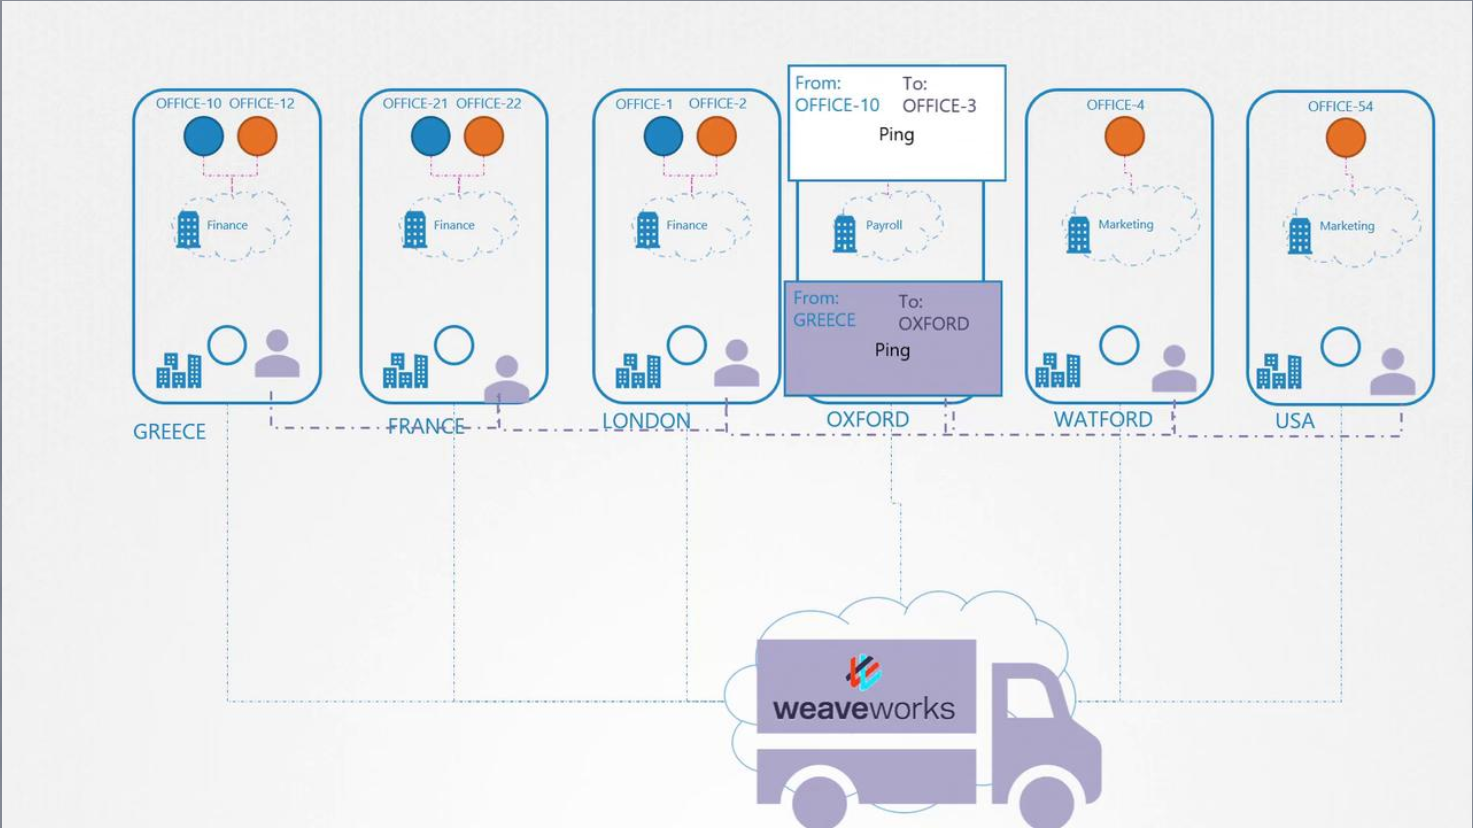 OFFICE-10 OFFICE-12
OFFICE-21 OFFICE-22
OFFICE-1 OFFICE-2
From: To:
OFFICE-10 OFFICE-3
Ping
OFFICE-4
OFFICE-54
Finance
Finance
Finance
Payroll
Marketing
Marketing
From: To:
GREECE OXFORD
Ping
GREECE
FRANCE
LONDON
OXFORD
WATFORD
USA
weaveworks